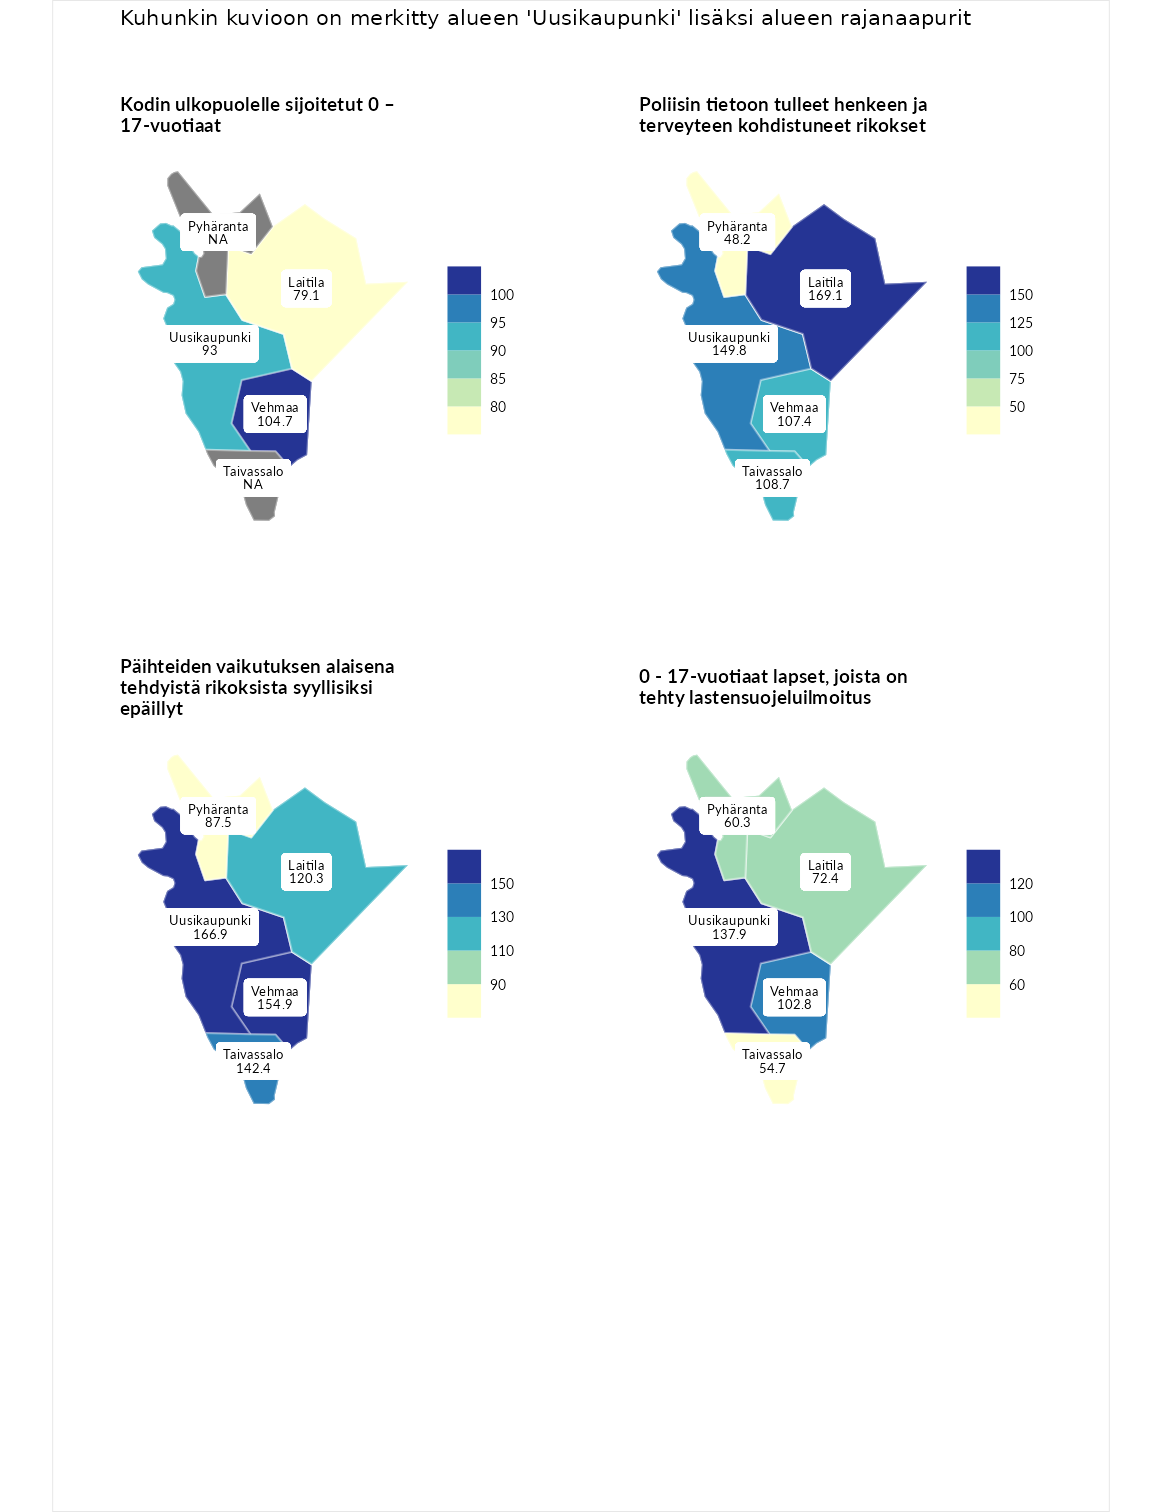 Kuhunkin kuvioon on merkitty alueen 'Uusikaupunki' lisäksi alueen rajanaapurit
Kodin ulkopuolelle sijoitetut 0 –
17-vuotiaat
Pyhäranta
NA
Laitila
79.1
Uusikaupunki
93
Vehmaa
104.7
Taivassalo
NA
100
95
90
85
80
Poliisin tietoon tulleet henkeen ja
terveyteen kohdistuneet rikokset
Pyhäranta
48.2
Laitila
169.1
Uusikaupunki
149.8
Vehmaa
107.4
Taivassalo
108.7
150
125
100
75
50
Päihteiden vaikutuksen alaisena
tehdyistä rikoksista syyllisiksi
epäillyt
Pyhäranta
87.5
Laitila
120.3
Uusikaupunki
166.9
Vehmaa
154.9
Taivassalo
142.4
150
130
110
90
0 - 17-vuotiaat lapset, joista on
tehty lastensuojeluilmoitus
Pyhäranta
60.3
Laitila
72.4
Uusikaupunki
137.9
Vehmaa
102.8
Taivassalo
54.7
120
100
80
60